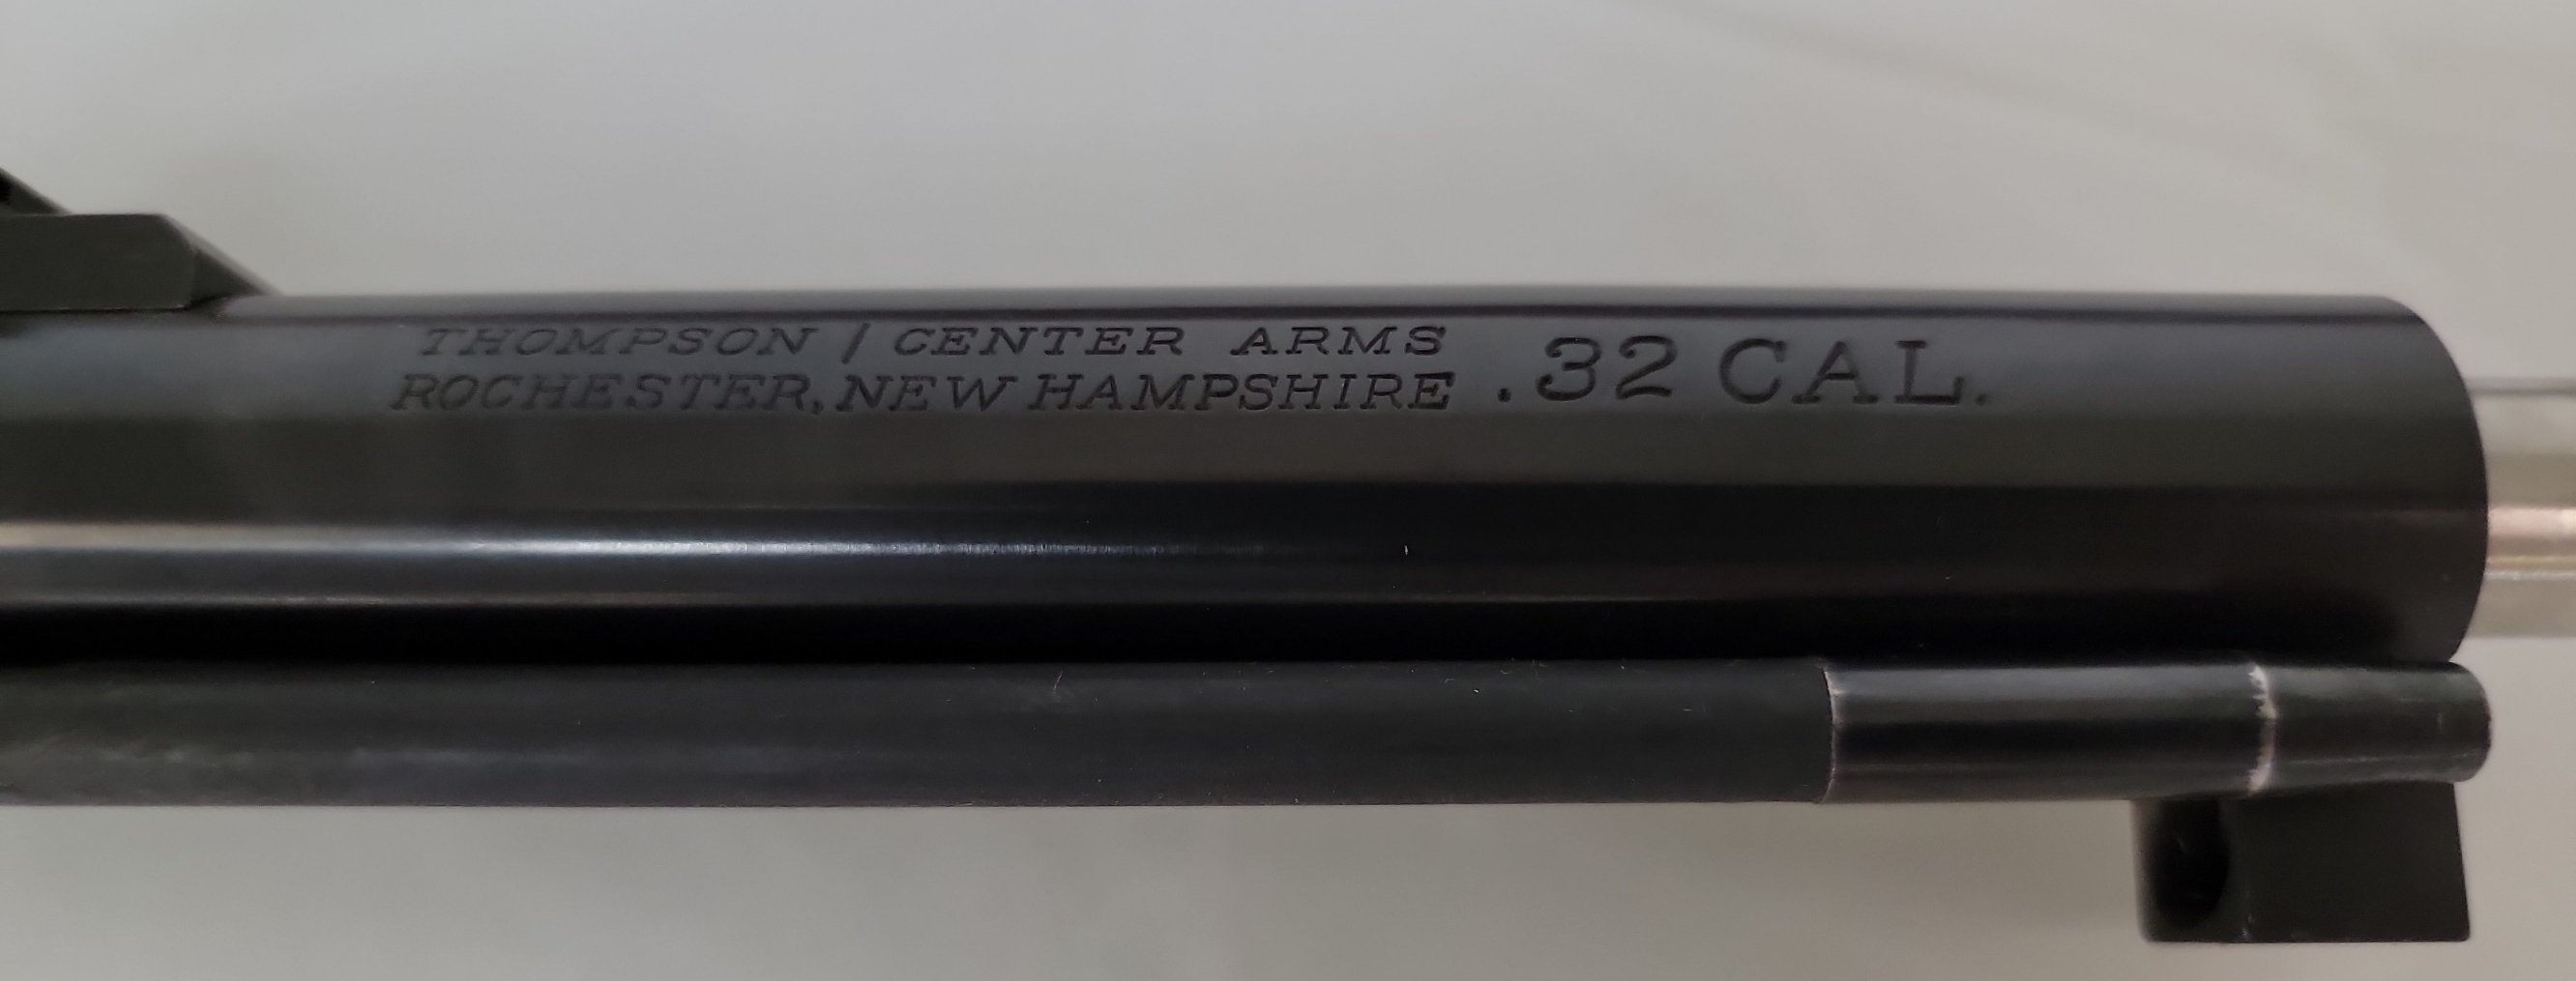 THOMPSON / CENTER ARMS
ROCHESTER, NEW HAMPSHIRE
.32 CAL.